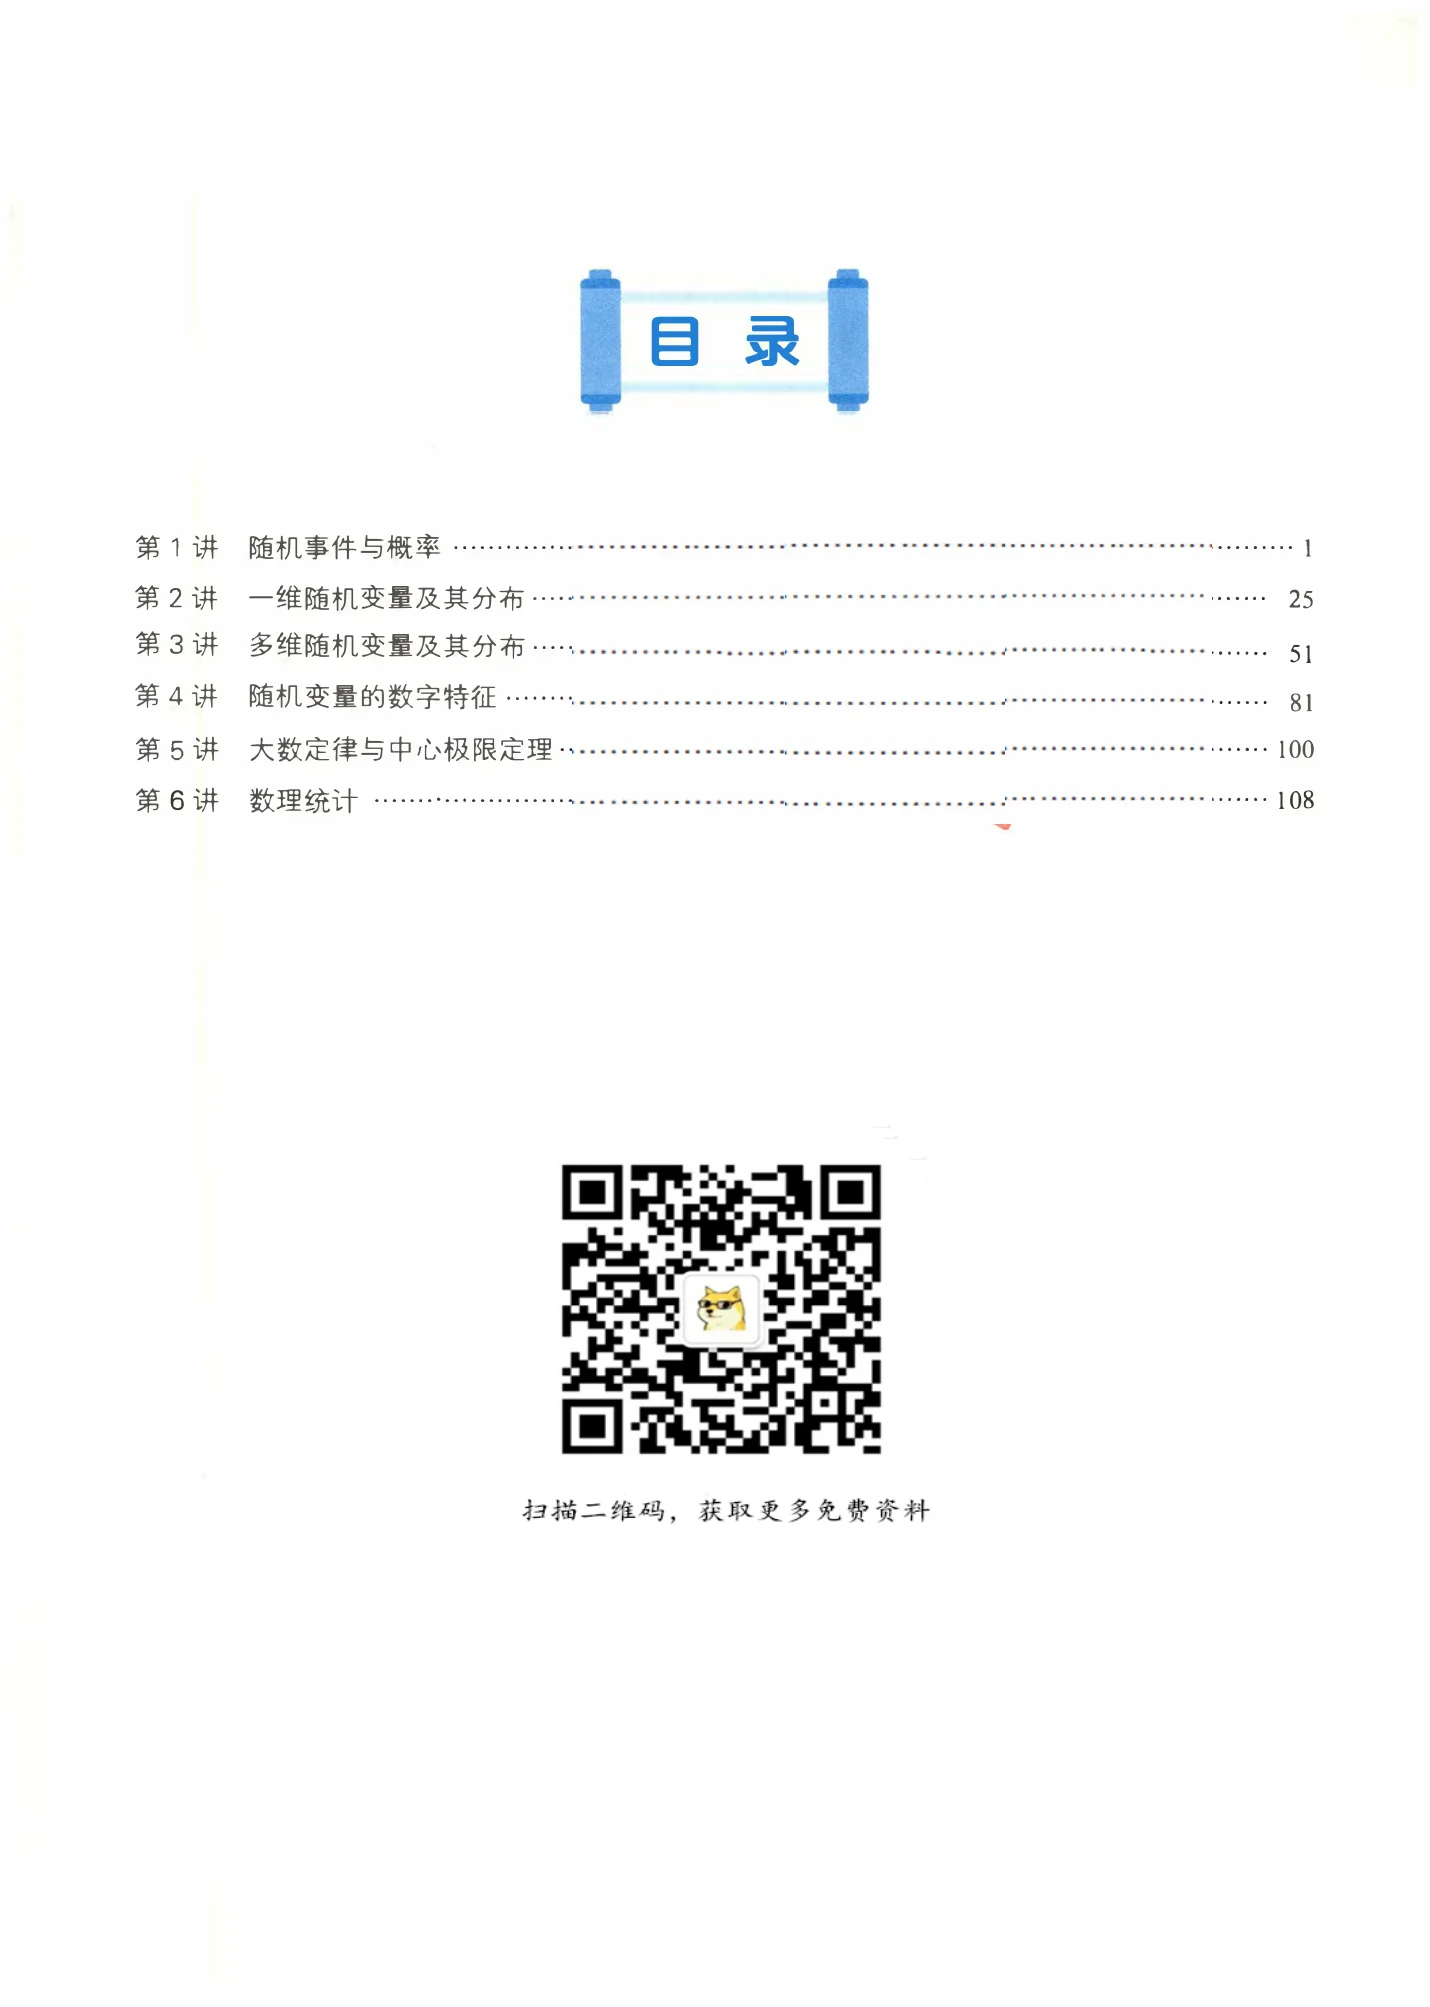 目 录
第 1 讲 随机事件与概率 …… 1
第 2 讲 一维随机变量及其分布 …… 25
第 3 讲 多维随机变量及其分布 …… 51
第 4 讲 随机变量的数字特征 …… 81
第 5 讲 大数定律与中心极限定理 …… 100
第 6 讲 数理统计 …… 108
扫描二维码，获取更多免费资料